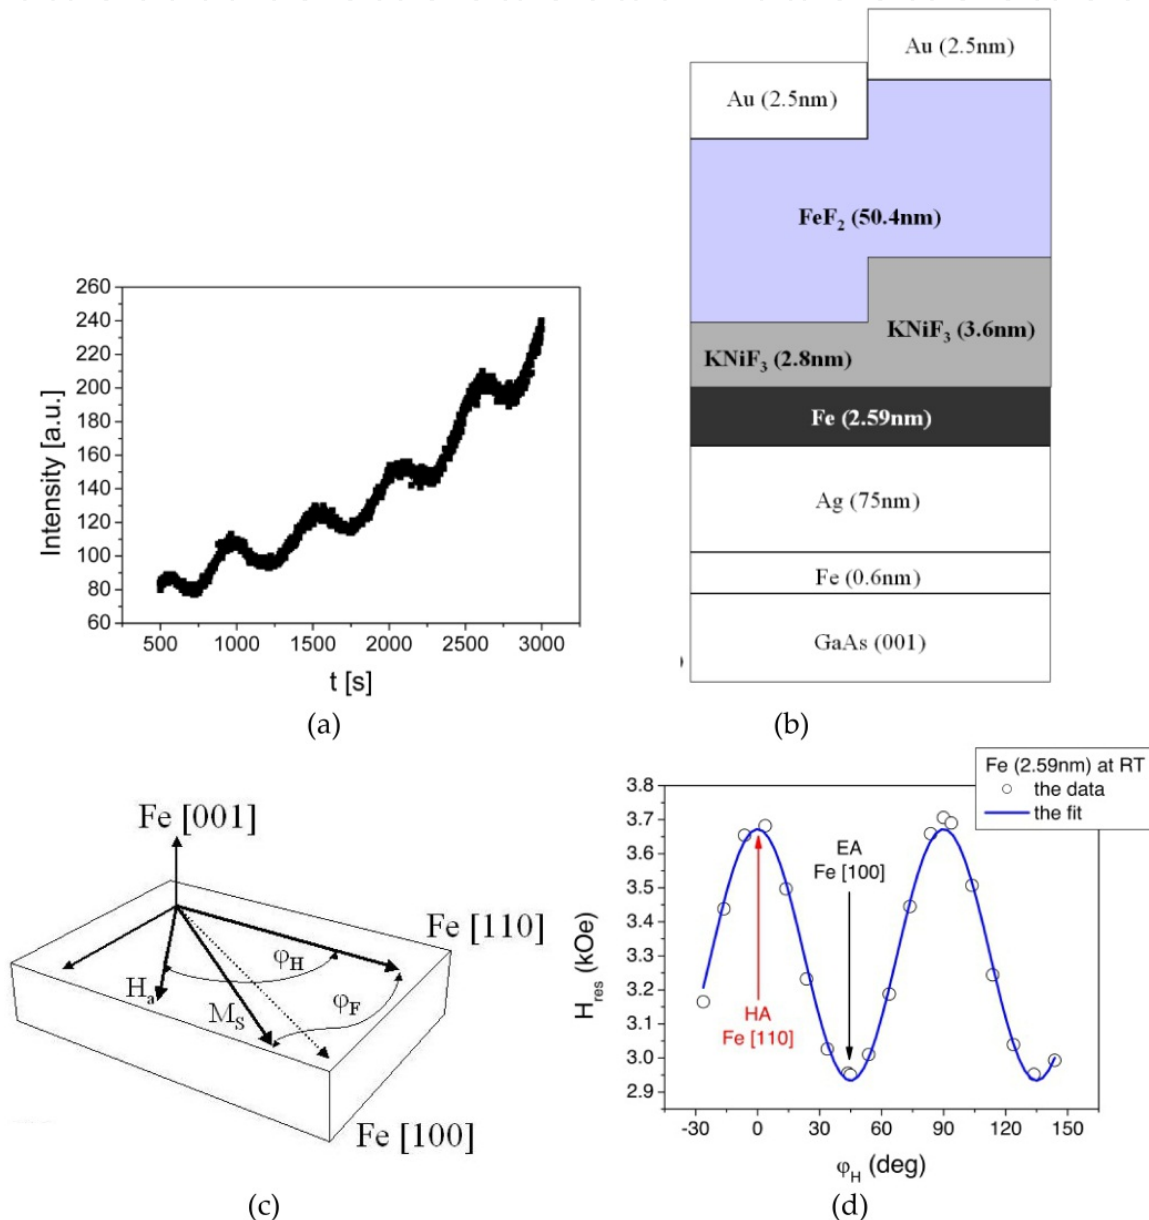 Intensity [a.u.]
260
240
220
200
180
160
140
120
100
80
60
500 1000 1500 2000 2500 3000
t [s]
(a)
Au (2.5nm)
Au (2.5nm)
FeF₂ (50.4nm)
KNiF₃ (3.6nm)
KNiF₃ (2.8nm)
Fe (2.59nm)
Ag (75nm)
Fe (0.6nm)
GaAs (001)
(b)
Fe [001]
Fe [110]
φH
Ha
MS
φF
Fe [100]
(c)
Fe (2.59nm) at RT
the data
the fit
Hres (kOe)
3.8
3.7
3.6
3.5
3.4
3.3
3.2
3.1
3.0
2.9
EA
Fe [100]
HA
Fe [110]
-30 0 30 60 90 120 150
φH (deg)
(d)